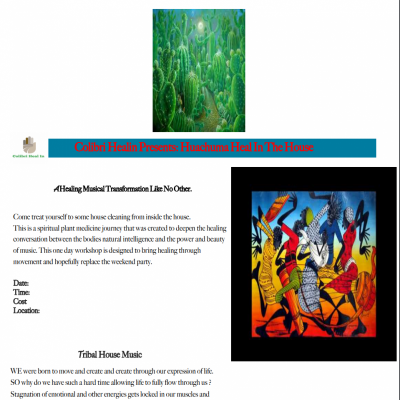 Colibri Healin Presents: Huachuma Heal In The House
Colibri Heal In
A Healing Musical Transformation Like No Other.
Come treat yourself to some house cleaning from inside the house.
This is a spiritual plant medicine journey that was created to deepen the healing
conversation between the bodies natural intelligence and the power and beauty
of music. This one day workshop is designed to bring healing through
movement and hopefully replace the weekend party.
Date:
Time:
Cost
Location:
Tribal House Music
WE were born to move and create and create through our expression of life.
SO why do we have such a hard time allowing life to fully flow through us ?
Stagnation of emotional and other energies gets locked in our muscles and